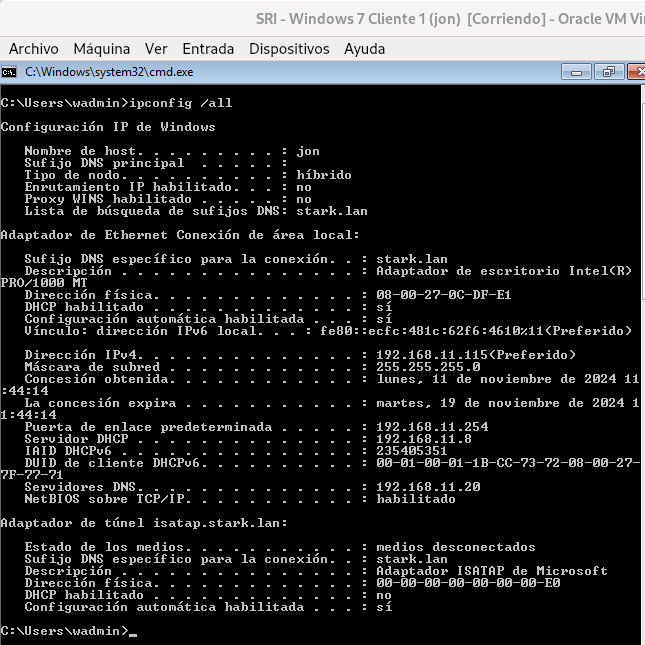 SRI - Windows 7 Cliente 1 (jon) [Corriendo] - Oracle VM Vi
Archivo Máquina Ver Entrada Dispositivos Ayuda
C:\Windows\system32\cmd.exe
C:\Users\wadmin>ipconfig /all
Configuración IP de Windows
Nombre de host. . . . . . . . . : jon
Sufijo DNS principal . . . . . :
Tipo de nodo. . . . . . . . . . : híbrido
Enrutamiento IP habilitado. . . : no
Proxy WINS habilitado . . . . . : no
Lista de búsqueda de sufijos DNS: stark.lan
Adaptador de Ethernet Conexión de área local:
Sufijo DNS específico para la conexión. . : stark.lan
Descripción . . . . . . . . . . . . . . . : Adaptador de escritorio Intel(R)
PRO/1000 MT
Dirección física. . . . . . . . . . . . . : 08-00-27-0C-DF-E1
DHCP habilitado . . . . . . . . . . . . . : sí
Configuración automática habilitada . . . : sí
Vínculo: dirección IPv6 local. . . : fe80::ecfc:481c:62f6:4610%11(Preferido)
Dirección IPv4. . . . . . . . . . . . . . : 192.168.11.115(Preferido)
Máscara de subred . . . . . . . . . . . . : 255.255.255.0
Concesión obtenida. . . . . . . . . . . . : lunes, 11 de noviembre de 2024 11
:44:14
La concesión expira . . . . . . . . . . . : martes, 19 de noviembre de 2024 1
1:44:14
Puerta de enlace predeterminada . . . . . : 192.168.11.254
Servidor DHCP . . . . . . . . . . . . . . : 192.168.11.8
IAID DHCPv6 . . . . . . . . . . . . . . . : 235405351
DUID de cliente DHCPv6. . . . . . . . . . : 00-01-00-01-1B-CC-73-72-08-00-27-
7F-77-71
Servidores DNS. . . . . . . . . . . . . . : 192.168.11.20
NetBIOS sobre TCP/IP. . . . . . . . . . . : habilitado
Adaptador de túnel isatap.stark.lan:
Estado de los medios. . . . . . . . . . . : medios desconectados
Sufijo DNS específico para la conexión. . : stark.lan
Descripción . . . . . . . . . . . . . . . : Adaptador ISATAP de Microsoft
Dirección física. . . . . . . . . . . . . : 00-00-00-00-00-00-00-E0
DHCP habilitado . . . . . . . . . . . . . : no
Configuración automática habilitada . . . : sí
C:\Users\wadmin>_